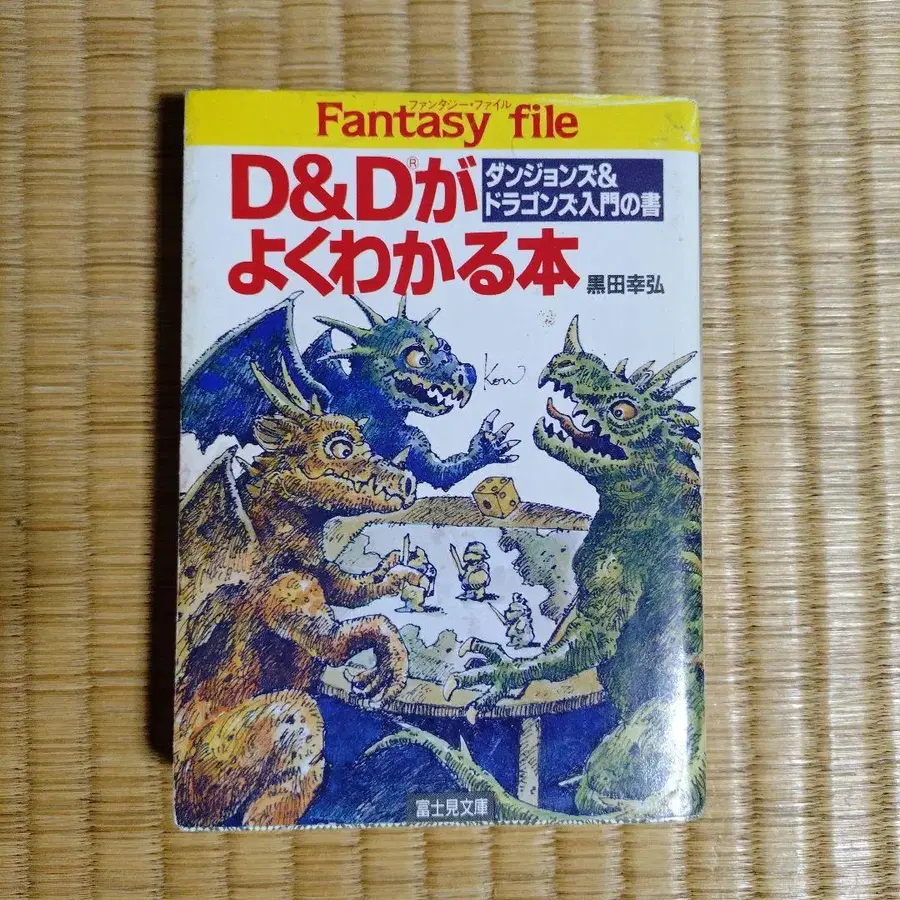 ファンタジー・ファイル
Fantasy file
D&D®が
ダンジョンズ&
ドラゴンズ入門の書
よくわかる本
黒田幸弘
Ken
富士見文庫